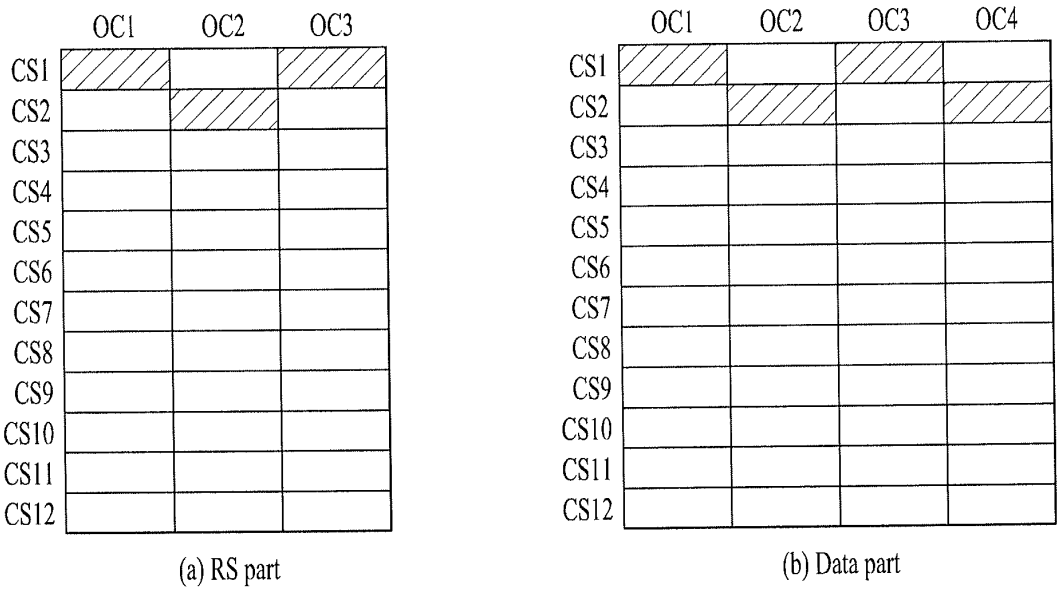 OC1 OC2 OC3
CS1
CS2
CS3
CS4
CS5
CS6
CS7
CS8
CS9
CS10
CS11
CS12
(a) RS part
OC1 OC2 OC3 OC4
CS1
CS2
CS3
CS4
CS5
CS6
CS7
CS8
CS9
CS10
CS11
CS12
(b) Data part